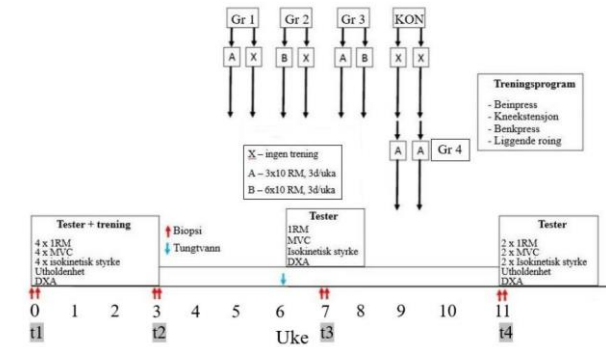 Gr 1 Gr 2 Gr 3 KON
A X B X A B X X
Treningsprogram
- Beinpress
- Kneekstensjon
- Benkpress
- Liggende roing
A A Gr 4
X – ingen trening
A – 3x10 RM, 3d/uka
B – 6x10 RM, 3d/uka
Tester + trening
4 x 1RM
4 x MVC
4 x isokinetisk styrke
Utholdenhet
DXA
Biopsi
Tungtvann
Tester
1RM
MVC
Isokinetisk styrke
DXA
Tester
2 x 1RM
2 x MVC
2 x Isokinetisk styrke
Utholdenhet
DXA
0 1 2 3 4 5 6 7 8 9 10 11
t1 t2 Uke t3 t4